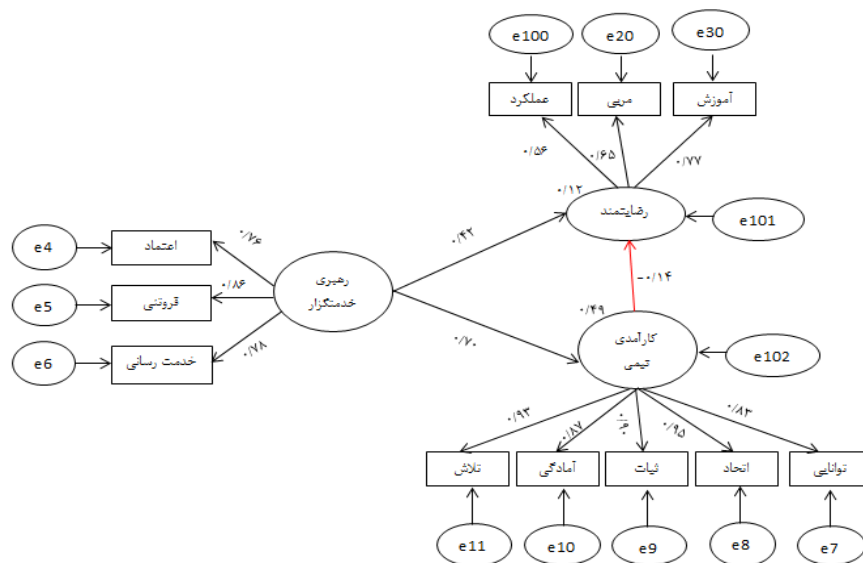 e100
e20
e30
عملکرد
مربی
آموزش
۰/۵۶
۰/۶۵
۰/۷۷
۰/۱۲
رضایتمند
e101
e4
اعتماد
۰/۷۶
e5
فروتنی
۰/۸۶
e6
خدمت رسانی
۰/۷۸
رهبری
خدمتگزار
۰/۴۲
۰/۷۰
-۰/۱۴
۰/۴۹
کارآمدی
تیمی
e102
۰/۹۳
۰/۸۷
۰/۹۰
۰/۹۵
۰/۸۳
تلاش
آمادگی
ثبات
اتحاد
توانایی
e11
e10
e9
e8
e7